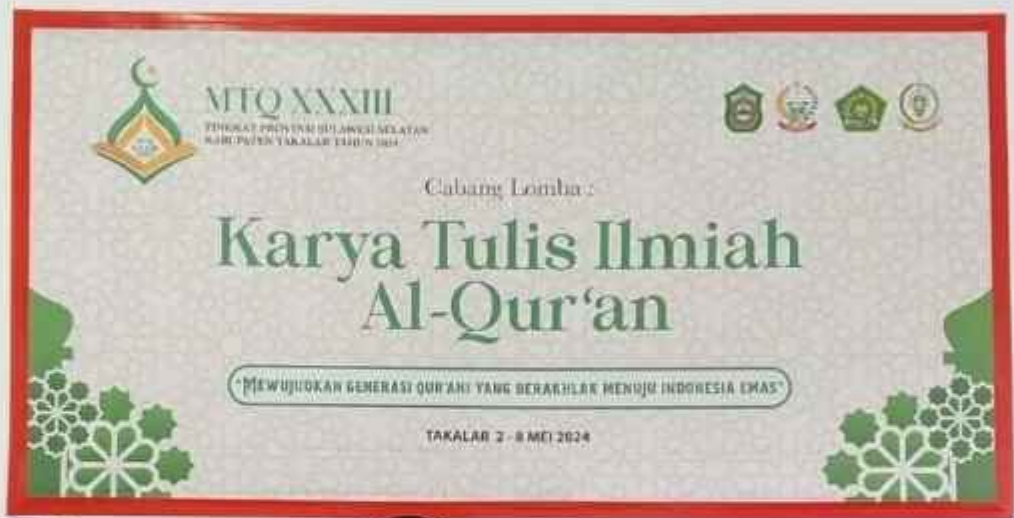 MTQ XXXIII
TINGKAT PROVINSI SULAWESI SELATAN
KABUPATEN TAKALAR TAHUN 2024
Cabang Lomba :
Karya Tulis Ilmiah
Al-Qur‘an
"MEWUJUDKAN GENERASI QUR'ANI YANG BERAKHLAK MENUJU INDONESIA EMAS"
TAKALAR 2 - 8 MEI 2024